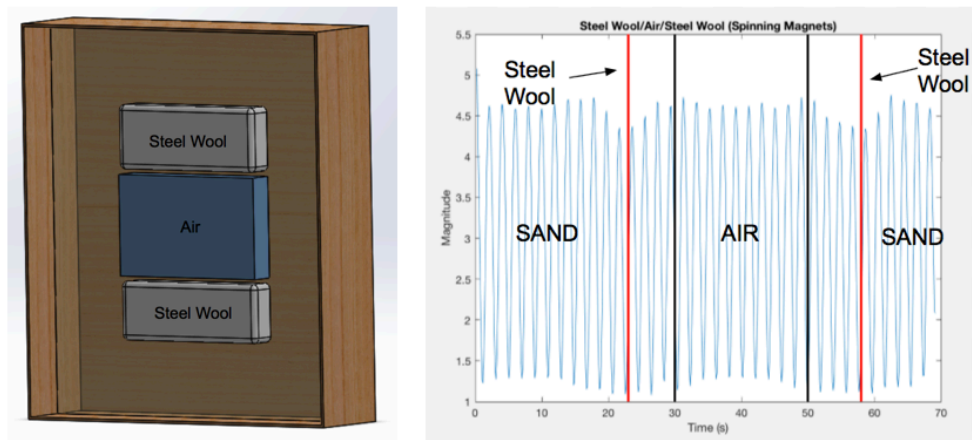 Steel Wool
Air
Steel Wool
Steel Wool/Air/Steel Wool (Spinning Magnets)
5.5
5
4.5
4
3.5
3
2.5
2
1.5
1
Magnitude
Steel
Wool
Steel
Wool
SAND
AIR
SAND
0
10
20
30
40
50
60
70
Time (s)